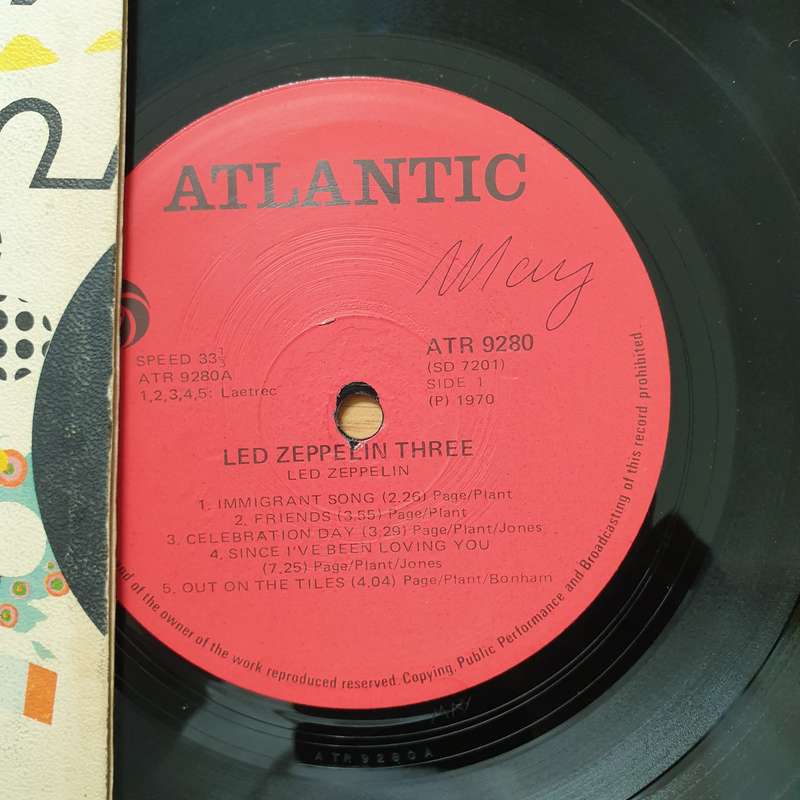 ATLANTIC
May
SPEED 33 1/3
ATR 9280A
1,2,3,4,5: Laetrec
ATR 9280
(SD 7201)
SIDE 1
(P) 1970
LED ZEPPELIN THREE
LED ZEPPELIN
1. IMMIGRANT SONG (2.26) Page/Plant
2. FRIENDS (3.55) Page/Plant
3. CELEBRATION DAY (3.29) Page/Plant/Jones
4. SINCE I'VE BEEN LOVING YOU
(7.25) Page/Plant/Jones
5. OUT ON THE TILES (4.04) Page/Plant/Bonham
and of the owner of the work reproduced reserved. Copying, Public Performance and Broadcasting of this record prohibited.
ATR 9280A